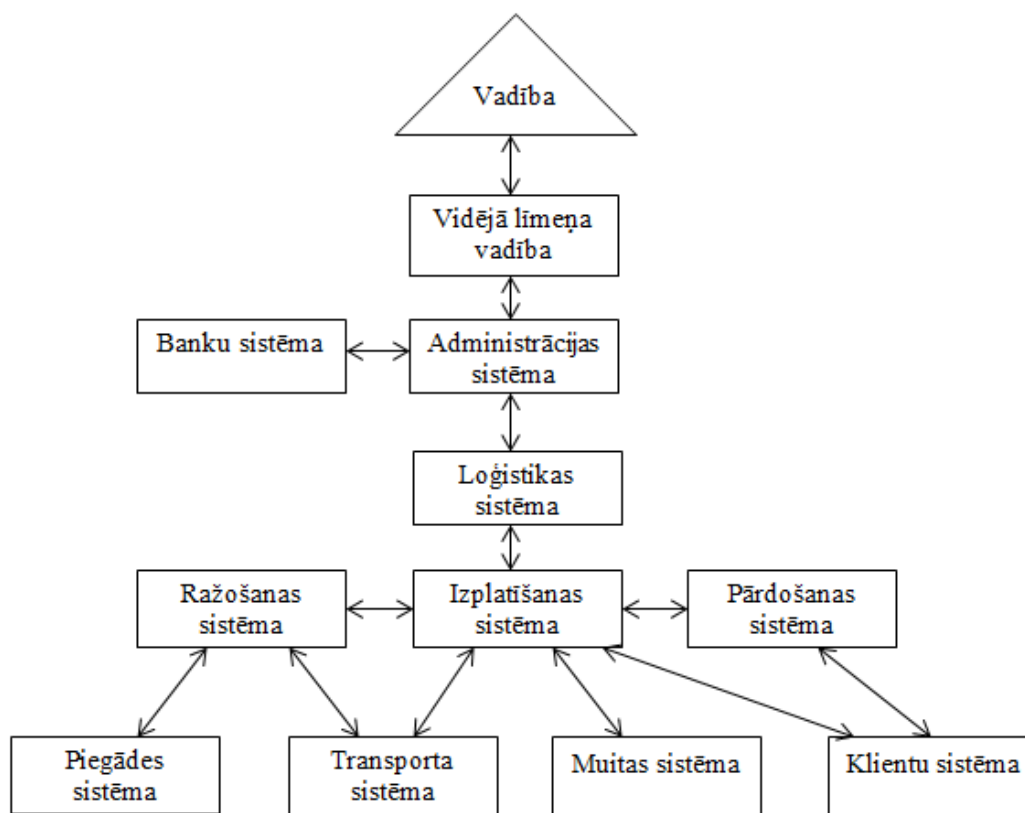 Vadība
Vidējā līmeņa
vadība
Banku sistēma
Administrācijas
sistēma
Loģistikas
sistēma
Ražošanas
sistēma
Izplatīšanas
sistēma
Pārdošanas
sistēma
Piegādes
sistēma
Transporta
sistēma
Muitas sistēma
Klientu sistēma